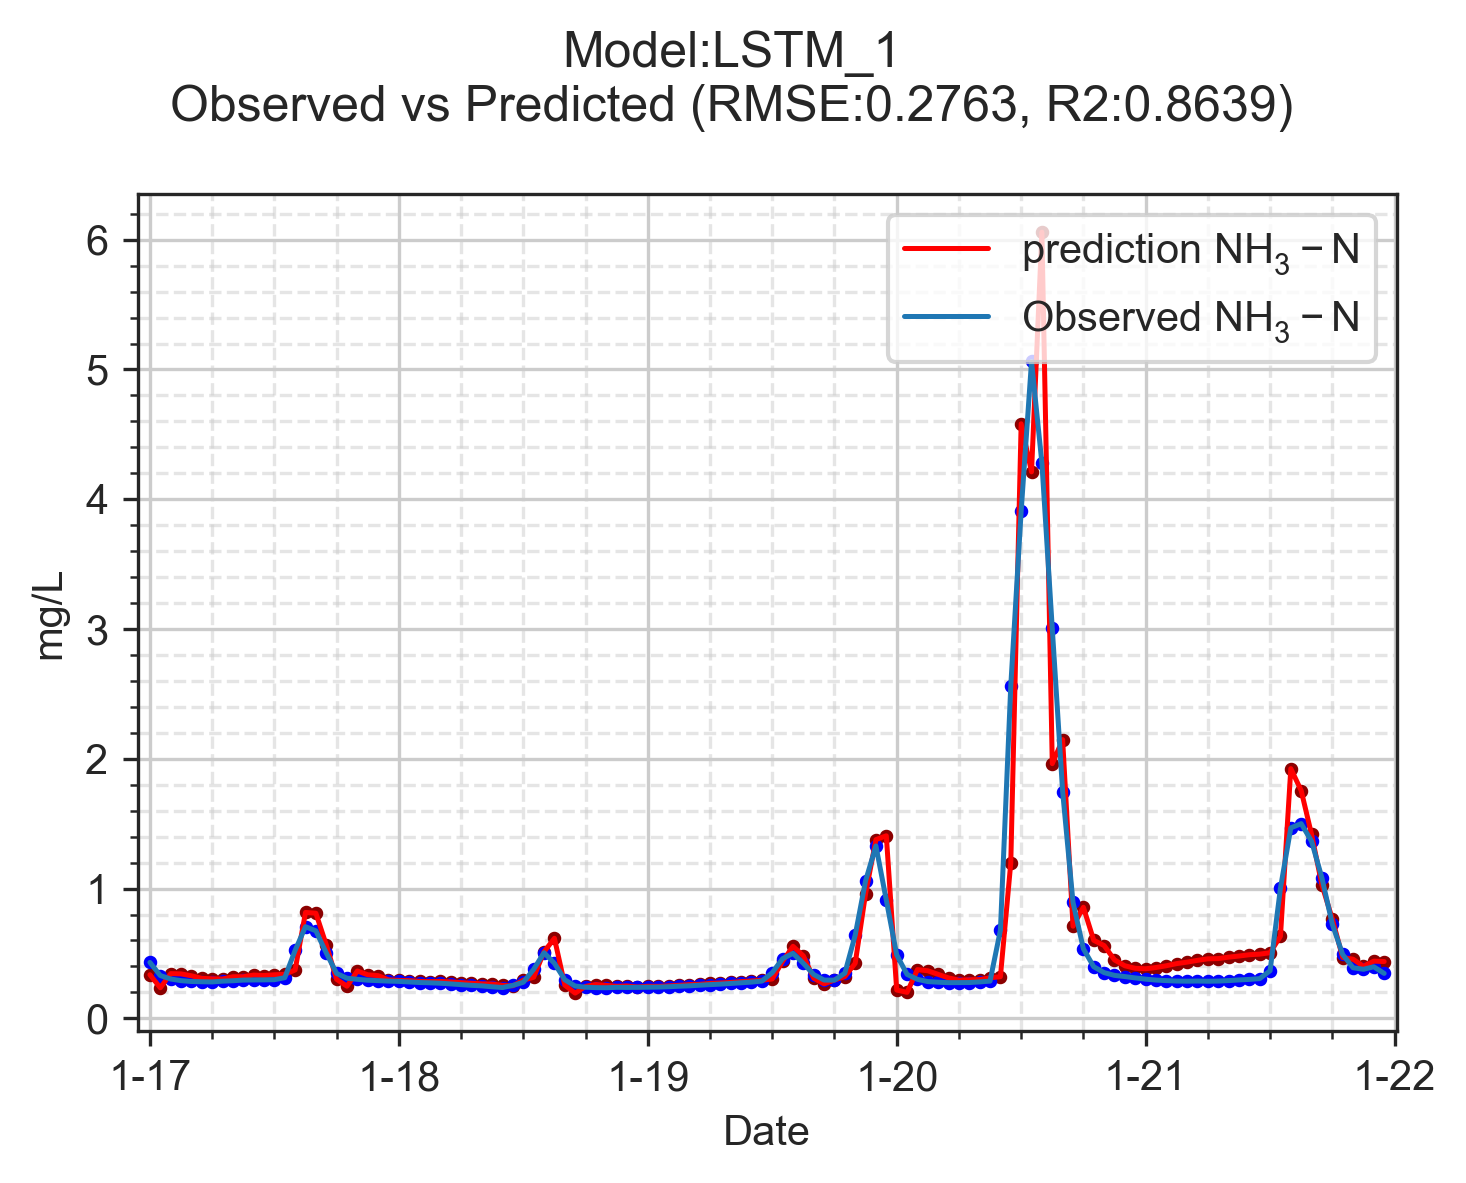 Model:LSTM_1
Observed vs Predicted (RMSE:0.2763, R2:0.8639)
prediction NH₃ − N
Observed NH₃ − N
6
5
4
3
2
1
0
mg/L
1-17 1-18 1-19 1-20 1-21 1-22
Date